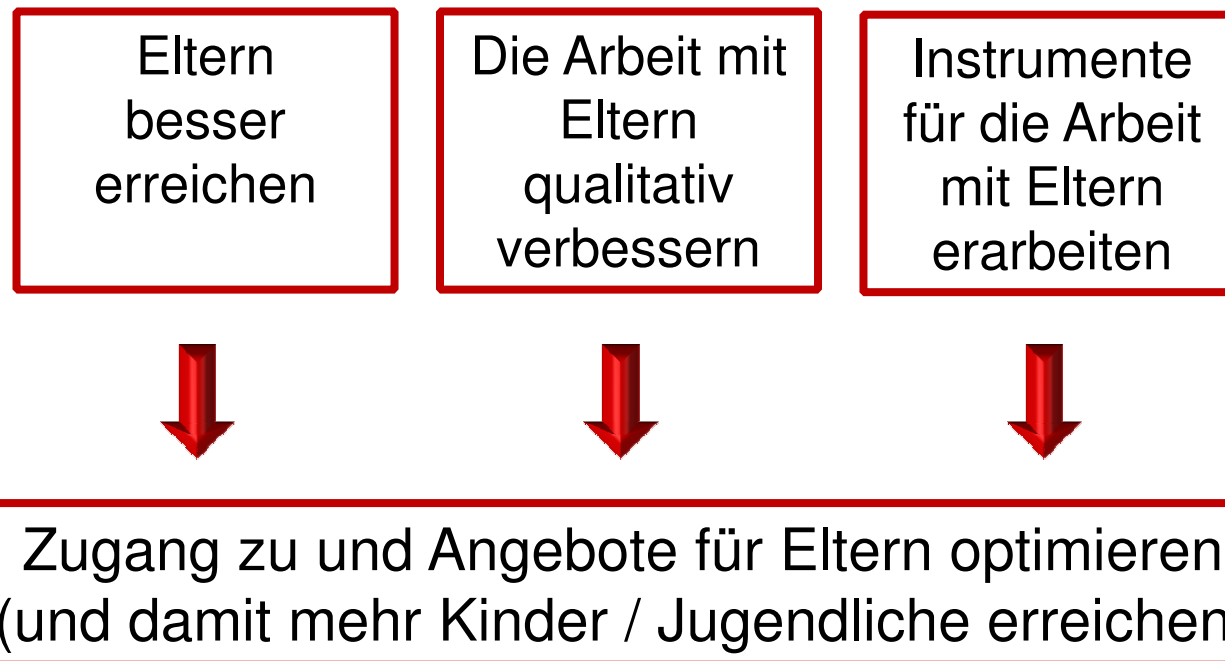 Eltern
besser
erreichen
Die Arbeit mit
Eltern
qualitativ
verbessern
Instrumente
für die Arbeit
mit Eltern
erarbeiten
Zugang zu und Angebote für Eltern optimieren
(und damit mehr Kinder / Jugendliche erreichen